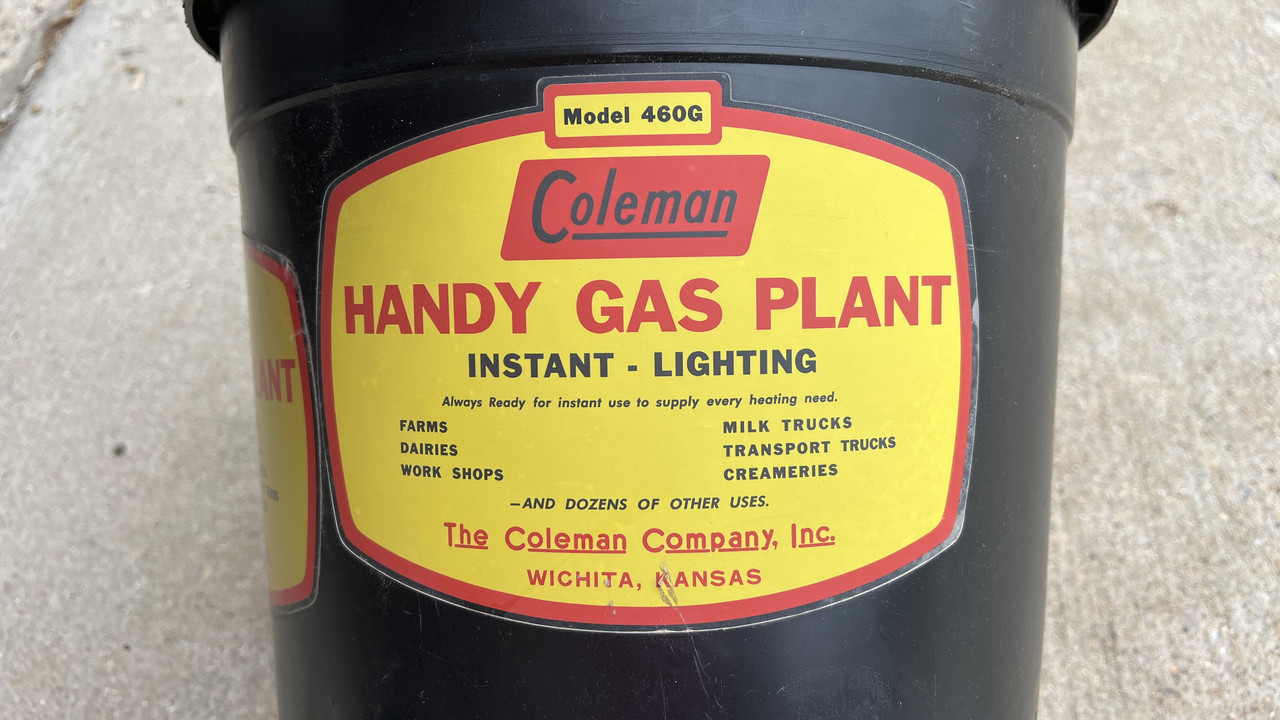 Model 460G
Coleman
HANDY GAS PLANT
INSTANT - LIGHTING
Always Ready for instant use to supply every heating need.
FARMS
DAIRIES
WORK SHOPS
MILK TRUCKS
TRANSPORT TRUCKS
CREAMERIES
—AND DOZENS OF OTHER USES.
The Coleman Company, Inc.
WICHITA, KANSAS
ANT